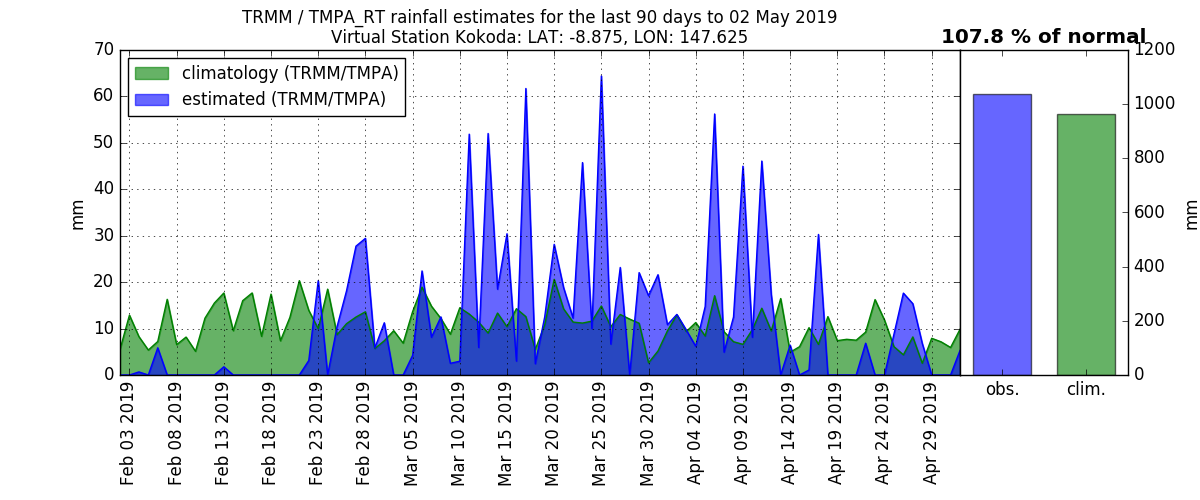 TRMM / TMPA_RT rainfall estimates for the last 90 days to 02 May 2019
Virtual Station Kokoda: LAT: -8.875, LON: 147.625
107.8 % of normal
climatology (TRMM/TMPA)
estimated (TRMM/TMPA)
70
60
50
40
30
20
10
0
mm
Feb 03 2019
Feb 08 2019
Feb 13 2019
Feb 18 2019
Feb 23 2019
Feb 28 2019
Mar 05 2019
Mar 10 2019
Mar 15 2019
Mar 20 2019
Mar 25 2019
Mar 30 2019
Apr 04 2019
Apr 09 2019
Apr 14 2019
Apr 19 2019
Apr 24 2019
Apr 29 2019
1200
1000
800
600
400
200
0
mm
obs.
clim.